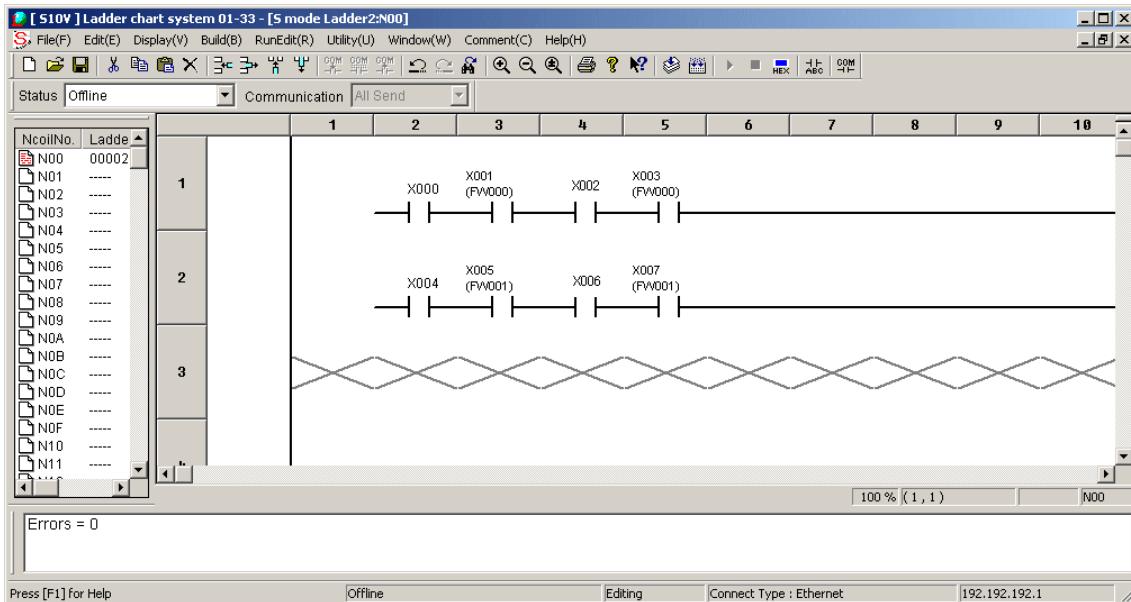 [ S10V ] Ladder chart system 01-33 - [S mode Ladder2:N00]
File(F) Edit(E) Display(V) Build(B) RunEdit(R) Utility(U) Window(W) Comment(C) Help(H)
HEX ABC COM
Status Offline Communication All Send
NcoilNo. Ladde
N00 00002
N01 -----
N02 -----
N03 -----
N04 -----
N05 -----
N06 -----
N07 -----
N08 -----
N09 -----
N0A -----
N0B -----
N0C -----
N0D -----
N0E -----
N0F -----
N10 -----
N11 -----
1 2 3 4 5 6 7 8 9 10
1
X000 X001 X002 X003
(FW000) (FW000)
2
X004 X005 X006 X007
(FW001) (FW001)
3
100 % ( 1 , 1 ) N00
Errors = 0
Press [F1] for Help Offline Editing Connect Type : Ethernet 192.192.192.1